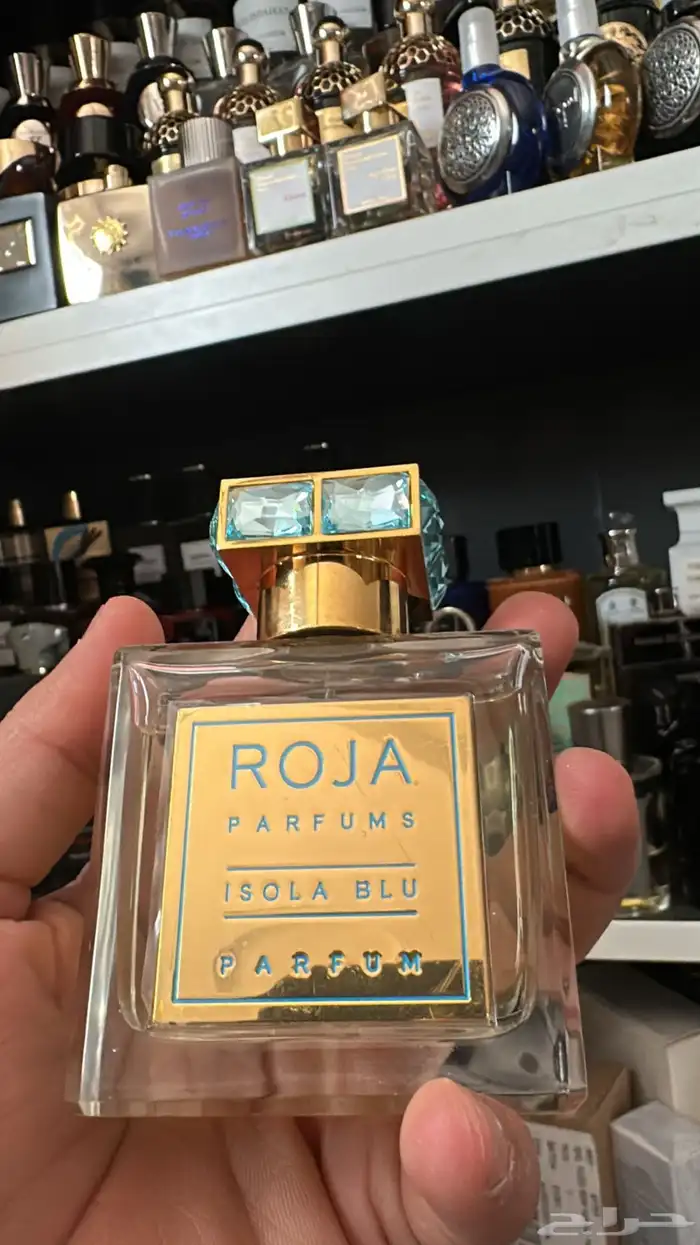 ROJA
PARFUMS
ISOLA BLU
PARFUM
حراج